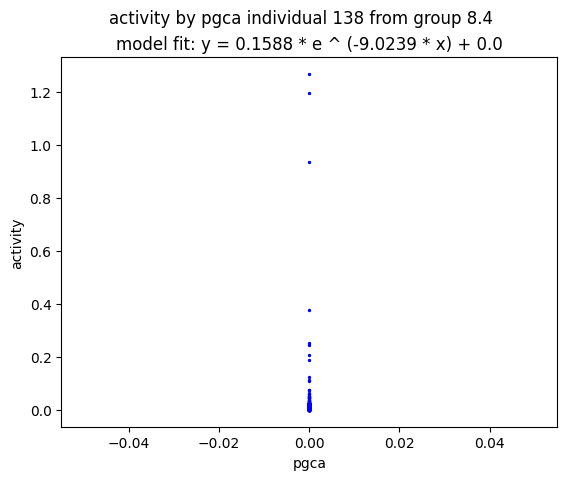 activity by pgca individual 138 from group 8.4
model fit: y = 0.1588 * e ^ (-9.0239 * x) + 0.0
1.2
1.0
0.8
0.6
0.4
0.2
0.0
activity
−0.04 −0.02 0.00 0.02 0.04
pgca